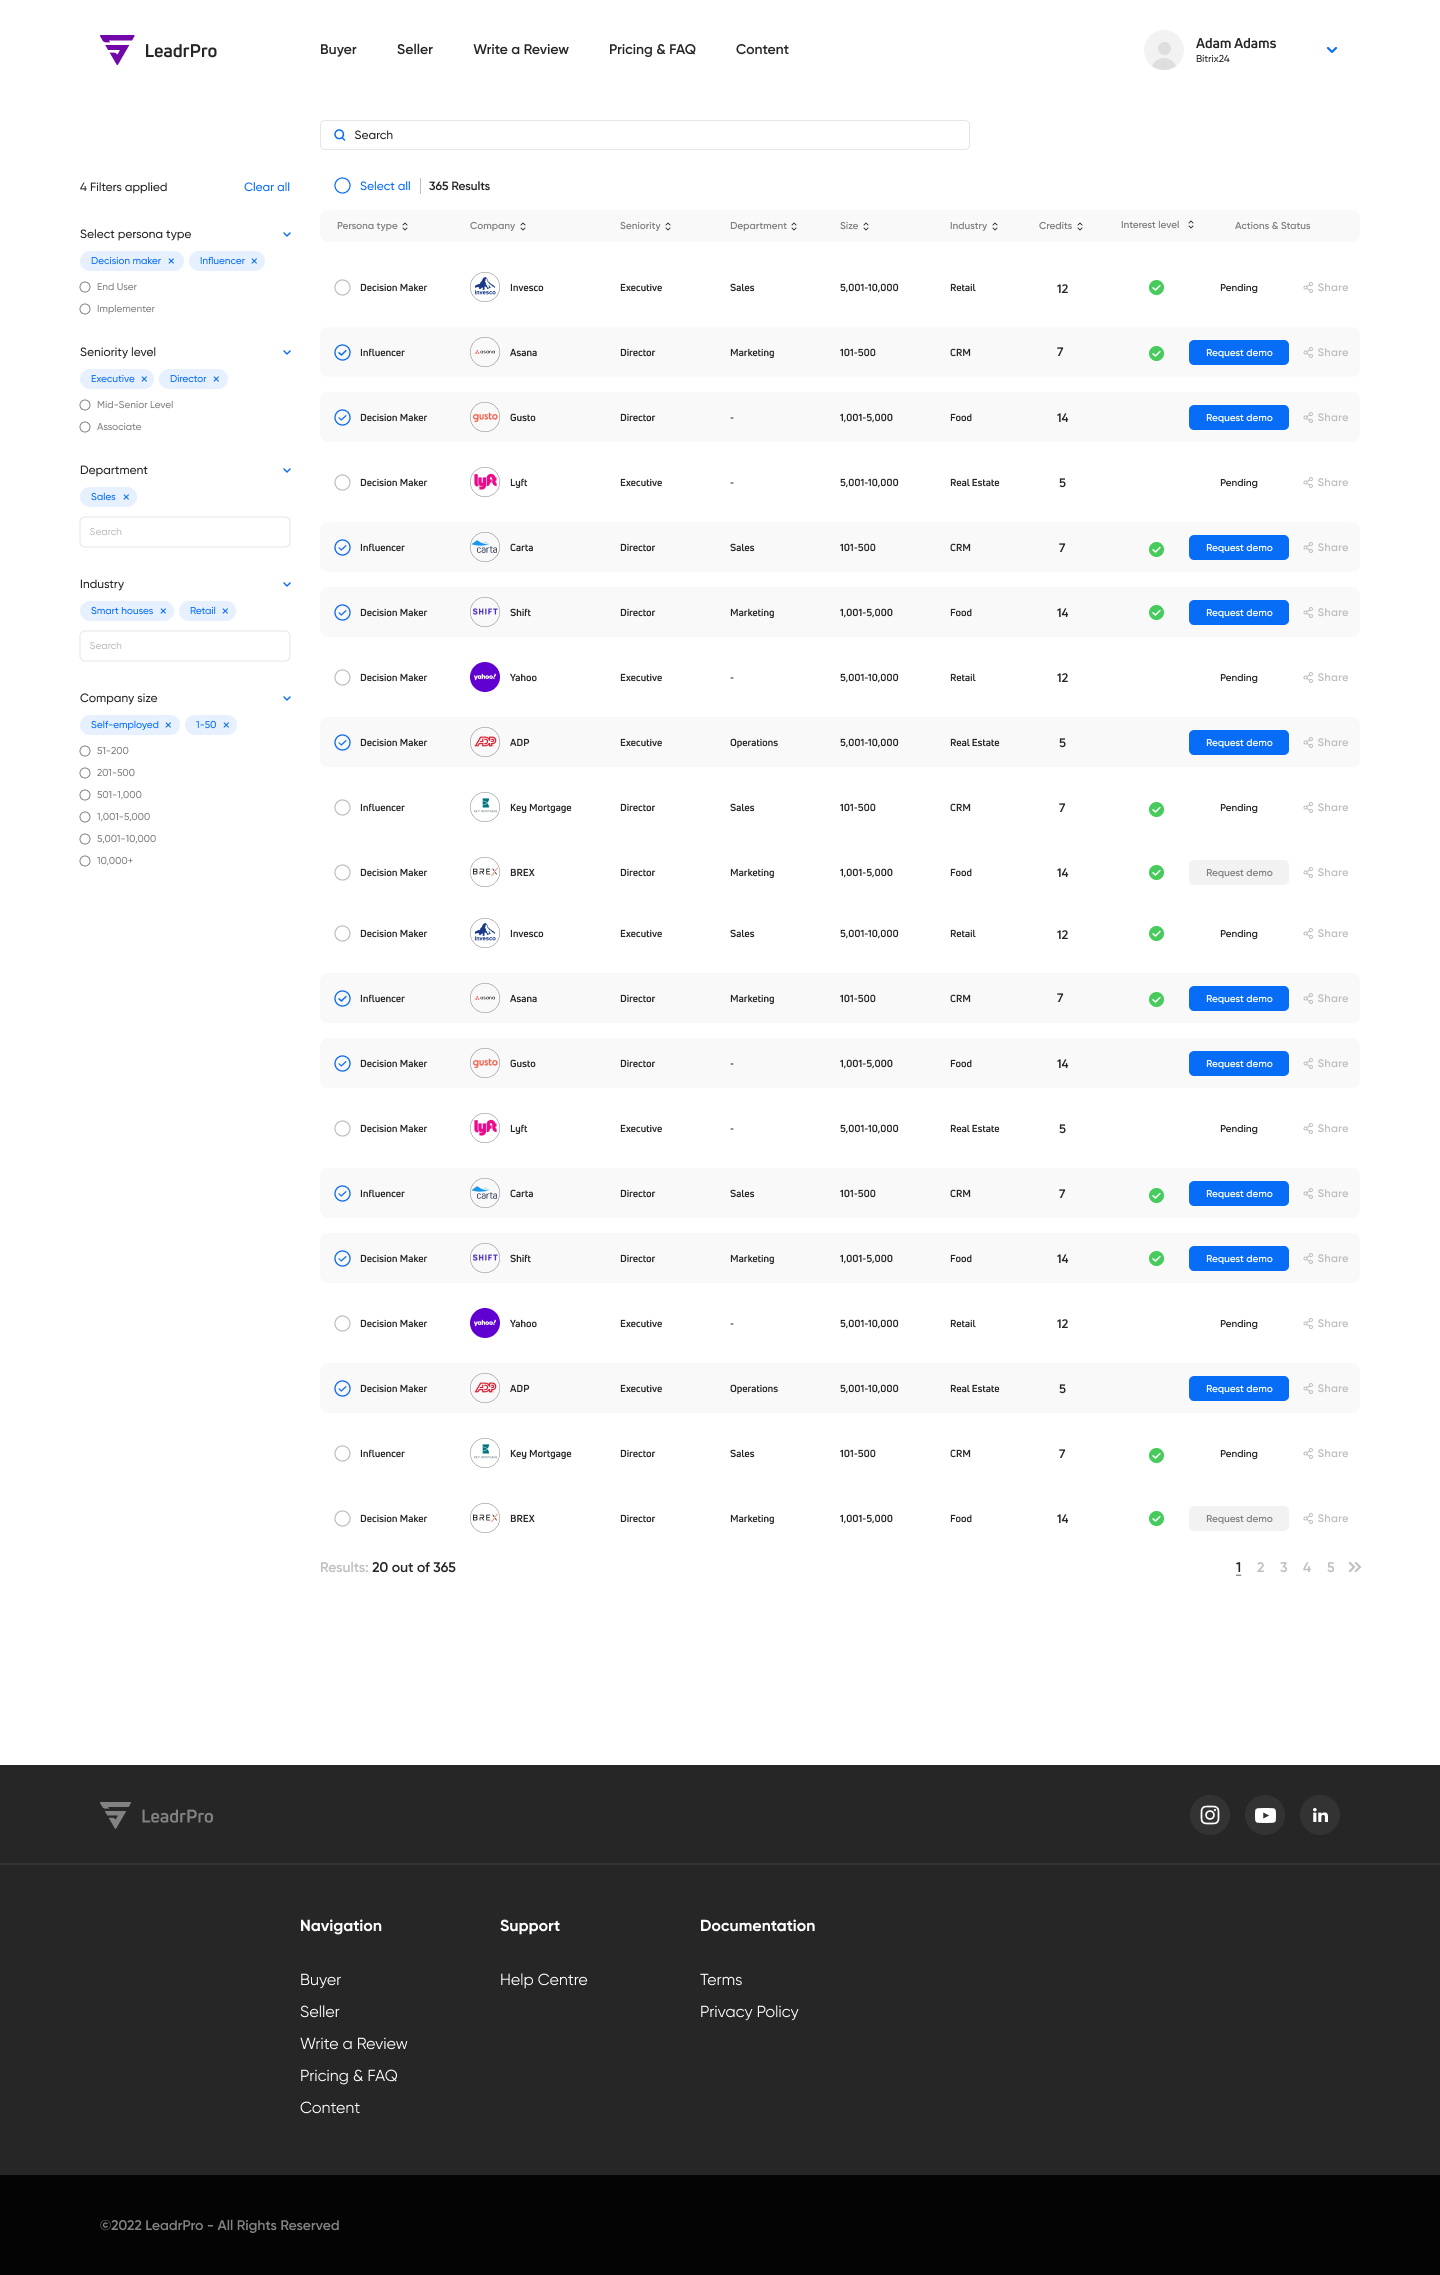 LeadrPro Buyer Seller Write a Review Pricing & FAQ Content Adam Adams
Bitrix24
Search
4 Filters applied Clear all
Select all 365 Results
Persona type Company Seniority Department Size Industry Credits Interest level Actions & Status
Select persona type
Decision maker Influencer
End User
Implementer
Seniority level
Executive Director
Mid-Senior Level
Associate
Department
Sales
Search
Industry
Smart houses Retail
Search
Company size
Self-employed 1-50
51-200
201-500
501-1,000
1,001-5,000
5,001-10,000
10,000+
Decision Maker Invesco Invesco Executive Sales 5,001-10,000 Retail 12 Pending Share
Influencer asana Asana Director Marketing 101-500 CRM 7 Request demo Share
Decision Maker gusto Gusto Director - 1,001-5,000 Food 14 Request demo Share
Decision Maker lyft Lyft Executive - 5,001-10,000 Real Estate 5 Pending Share
Influencer carta Carta Director Sales 101-500 CRM 7 Request demo Share
Decision Maker SHIFT Shift Director Marketing 1,001-5,000 Food 14 Request demo Share
Decision Maker yahoo! Yahoo Executive - 5,001-10,000 Retail 12 Pending Share
Decision Maker ADP ADP Executive Operations 5,001-10,000 Real Estate 5 Request demo Share
Influencer Key Mortgage Director Sales 101-500 CRM 7 Pending Share
Decision Maker BREX BREX Director Marketing 1,001-5,000 Food 14 Request demo Share
Decision Maker Invesco Invesco Executive Sales 5,001-10,000 Retail 12 Pending Share
Influencer asana Asana Director Marketing 101-500 CRM 7 Request demo Share
Decision Maker gusto Gusto Director - 1,001-5,000 Food 14 Request demo Share
Decision Maker lyft Lyft Executive - 5,001-10,000 Real Estate 5 Pending Share
Influencer carta Carta Director Sales 101-500 CRM 7 Request demo Share
Decision Maker SHIFT Shift Director Marketing 1,001-5,000 Food 14 Request demo Share
Decision Maker yahoo! Yahoo Executive - 5,001-10,000 Retail 12 Pending Share
Decision Maker ADP ADP Executive Operations 5,001-10,000 Real Estate 5 Request demo Share
Influencer Key Mortgage Director Sales 101-500 CRM 7 Pending Share
Decision Maker BREX BREX Director Marketing 1,001-5,000 Food 14 Request demo Share
Results: 20 out of 365 1 2 3 4 5
LeadrPro in
Navigation Support Documentation
Buyer Help Centre Terms
Seller Privacy Policy
Write a Review
Pricing & FAQ
Content
©2022 LeadrPro - All Rights Reserved